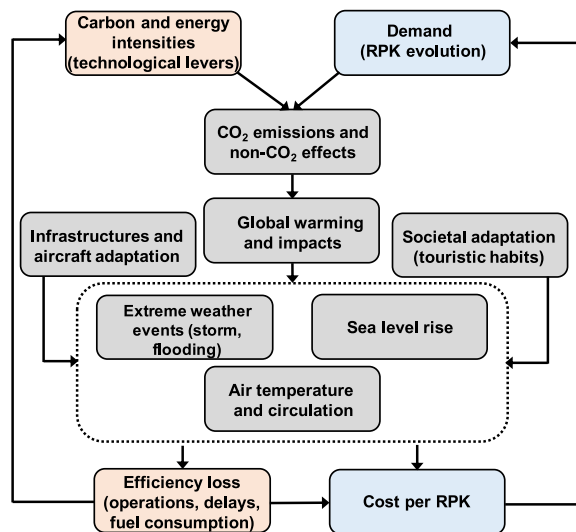 Carbon and energy
intensities
(technological levers)
Demand
(RPK evolution)
CO₂ emissions and
non-CO₂ effects
Global warming
and impacts
Infrastructures and
aircraft adaptation
Societal adaptation
(touristic habits)
Extreme weather
events (storm,
flooding)
Sea level rise
Air temperature
and circulation
Efficiency loss
(operations, delays,
fuel consumption)
Cost per RPK